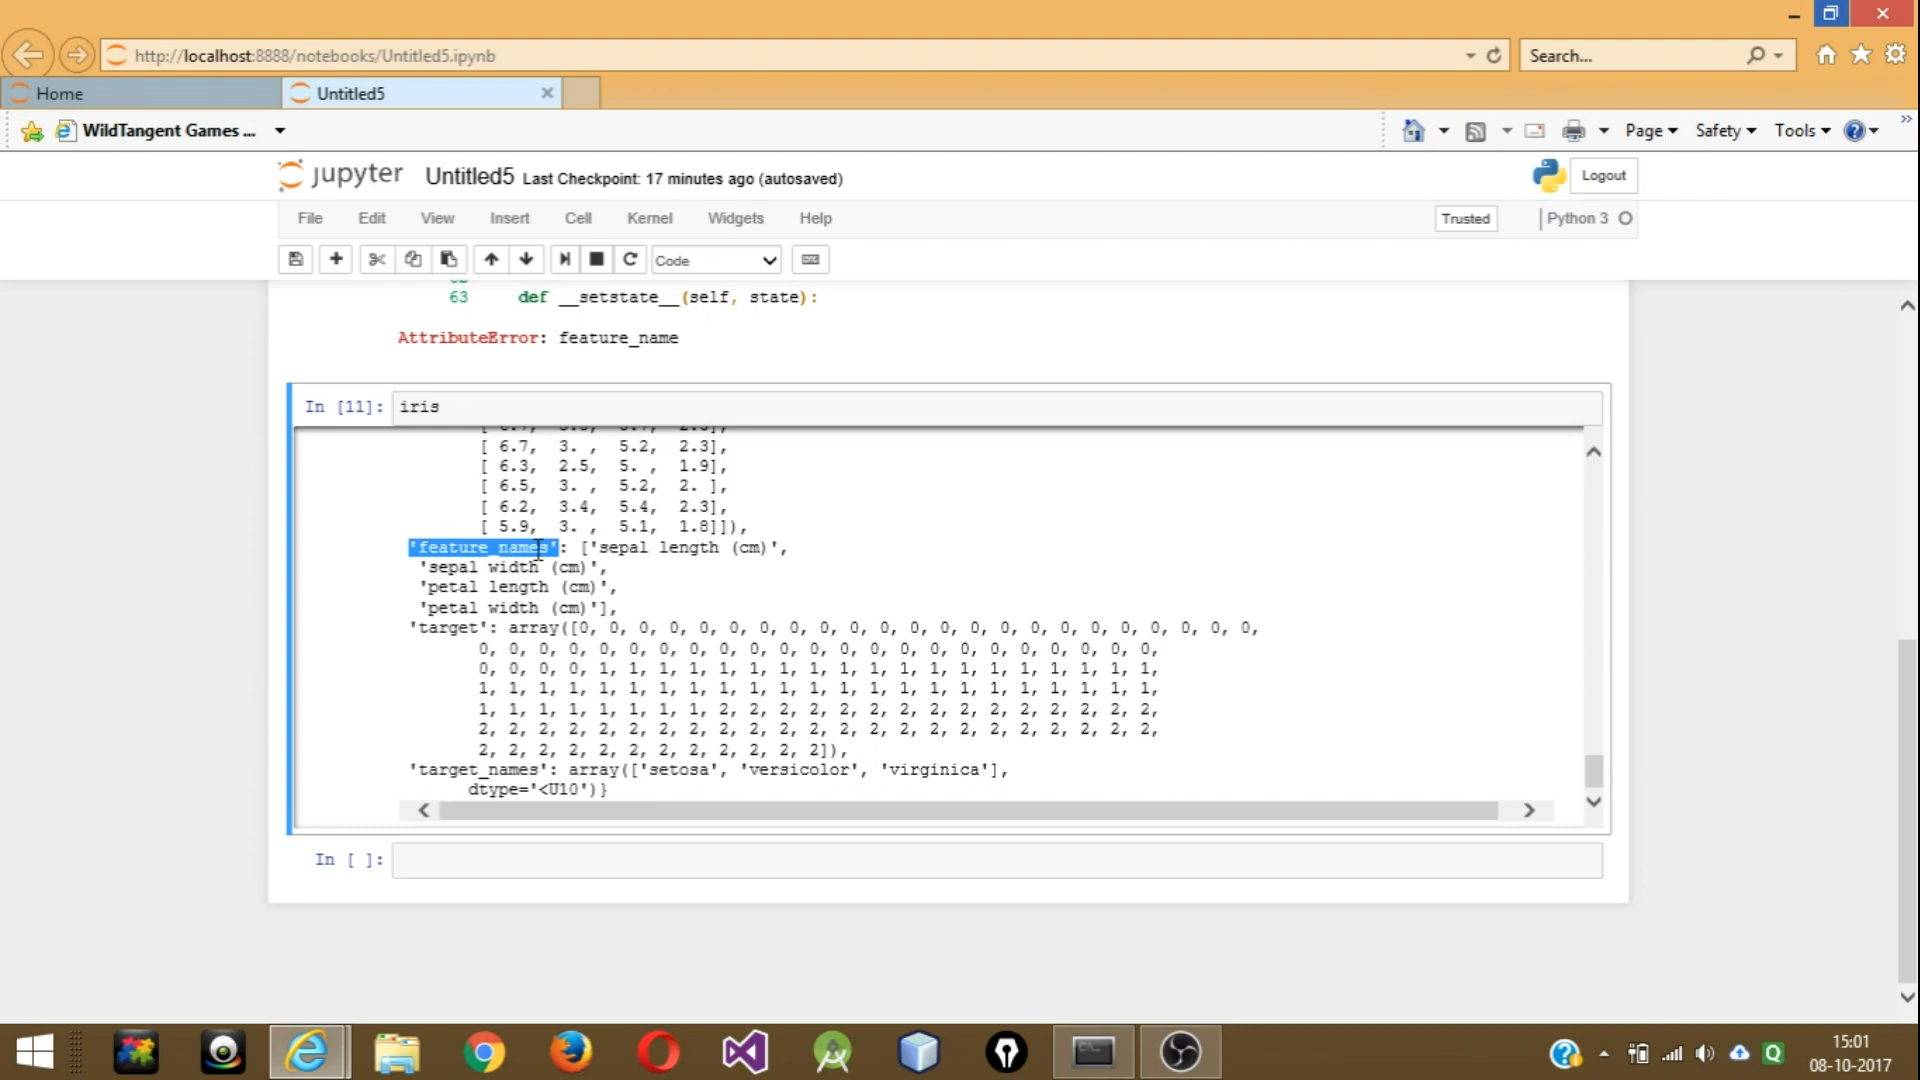 http://localhost:8888/notebooks/Untitled5.ipynb
Search...
Home
Untitled5
WildTangent Games ...
Page
Safety
Tools
jupyter Untitled5 Last Checkpoint: 17 minutes ago (autosaved)
Logout
File Edit View Insert Cell Kernel Widgets Help
Trusted
Python 3
Code
63 def __setstate__(self, state):
AttributeError: feature_name
In [11]: iris
[ 6.7, 3. , 5.2, 2.3],
[ 6.3, 2.5, 5. , 1.9],
[ 6.5, 3. , 5.2, 2. ],
[ 6.2, 3.4, 5.4, 2.3],
[ 5.9, 3. , 5.1, 1.8]]),
'feature_names': ['sepal length (cm)',
'sepal width (cm)',
'petal length (cm)',
'petal width (cm)'],
'target': array([0, 0, 0, 0, 0, 0, 0, 0, 0, 0, 0, 0, 0, 0, 0, 0, 0, 0, 0, 0, 0, 0, 0,
0, 0, 0, 0, 0, 0, 0, 0, 0, 0, 0, 0, 0, 0, 0, 0, 0, 0, 0, 0, 0, 0, 0,
0, 0, 0, 0, 1, 1, 1, 1, 1, 1, 1, 1, 1, 1, 1, 1, 1, 1, 1, 1, 1, 1, 1,
1, 1, 1, 1, 1, 1, 1, 1, 1, 1, 1, 1, 1, 1, 1, 1, 1, 1, 1, 1, 1, 1, 1,
1, 1, 1, 1, 1, 1, 1, 1, 2, 2, 2, 2, 2, 2, 2, 2, 2, 2, 2, 2, 2, 2, 2,
2, 2, 2, 2, 2, 2, 2, 2, 2, 2, 2, 2, 2, 2, 2, 2, 2, 2, 2, 2, 2, 2, 2,
2, 2, 2, 2, 2, 2, 2, 2, 2, 2, 2, 2]),
'target_names': array(['setosa', 'versicolor', 'virginica'],
dtype='<U10')}
In [ ]:
15:01
08-10-2017